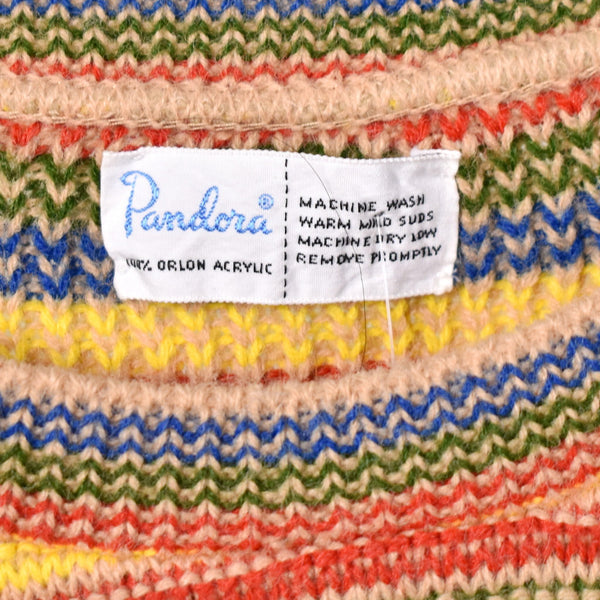 Pandora®
100% ORLON ACRYLIC
MACHINE WASH
WARM MILD SUDS
MACHINE DRY LOW
REMOVE PROMPTLY